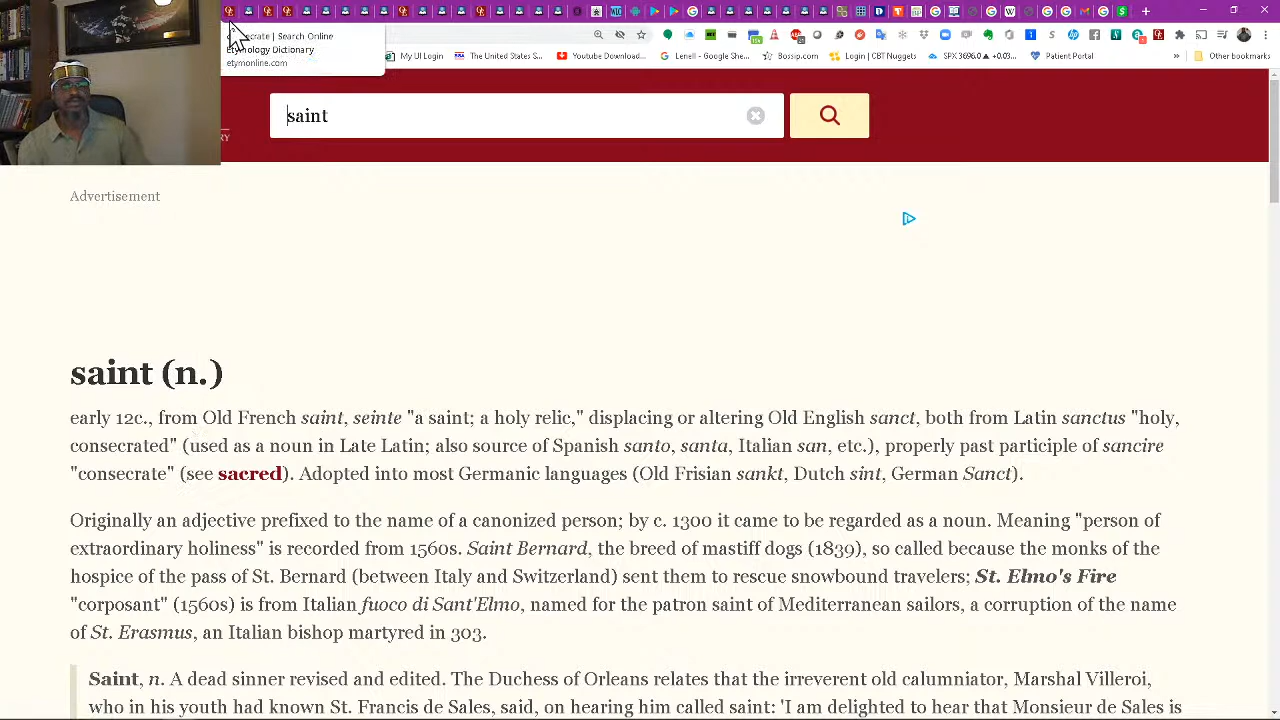 crate | Search Online
Etymology Dictionary
etymonline.com
My UI Login
The United States S...
Youtube Download...
Lenell - Google She...
Bossip.com
Login | CBT Nuggets
SPX 3696.0 ▲ +0.03...
Patient Portal
»
Other bookmarks
saint
RY
Advertisement
saint (n.)
early 12c., from Old French saint, seinte "a saint; a holy relic," displacing or altering Old English sanct, both from Latin sanctus "holy,
consecrated" (used as a noun in Late Latin; also source of Spanish santo, santa, Italian san, etc.), properly past participle of sancire
"consecrate" (see sacred). Adopted into most Germanic languages (Old Frisian sankt, Dutch sint, German Sanct).
Originally an adjective prefixed to the name of a canonized person; by c. 1300 it came to be regarded as a noun. Meaning "person of
extraordinary holiness" is recorded from 1560s. Saint Bernard, the breed of mastiff dogs (1839), so called because the monks of the
hospice of the pass of St. Bernard (between Italy and Switzerland) sent them to rescue snowbound travelers; St. Elmo's Fire
"corposant" (1560s) is from Italian fuoco di Sant'Elmo, named for the patron saint of Mediterranean sailors, a corruption of the name
of St. Erasmus, an Italian bishop martyred in 303.
Saint, n. A dead sinner revised and edited. The Duchess of Orleans relates that the irreverent old calumniator, Marshal Villeroi,
who in his youth had known St. Francis de Sales, said, on hearing him called saint: 'I am delighted to hear that Monsieur de Sales is